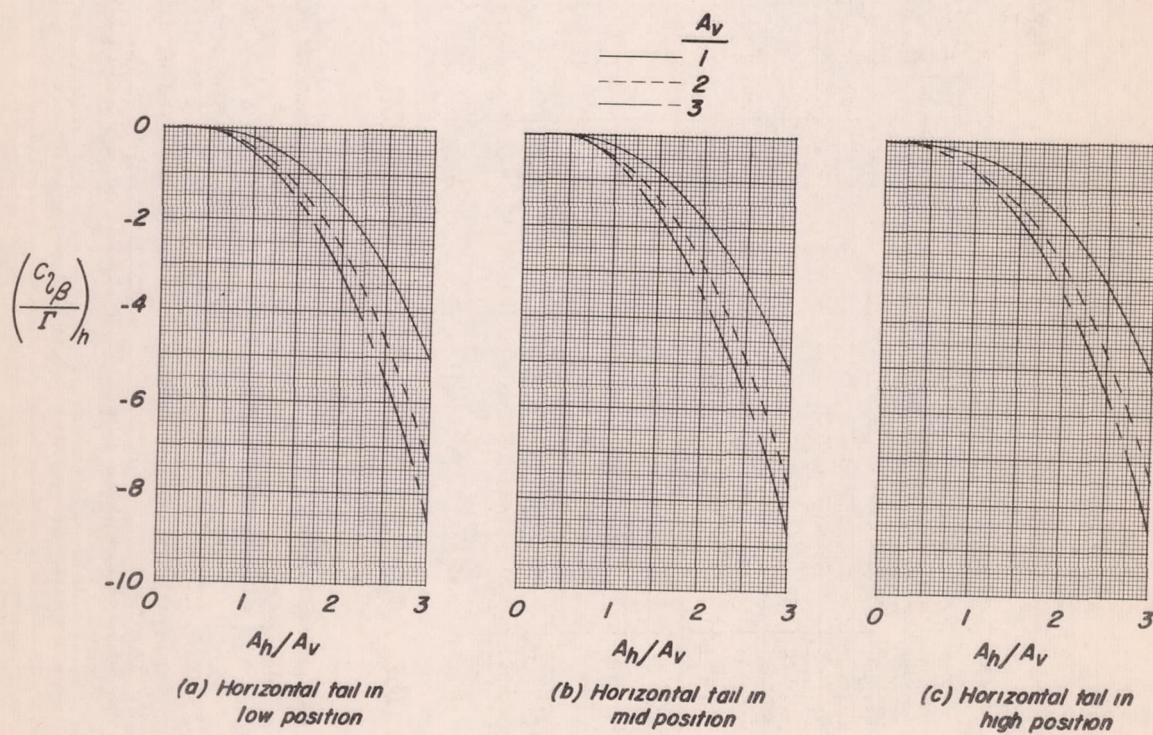 A_v
1
2
3
0
-2
-4
-6
-8
-10
(C_lβ / Γ)_h
0 1 2 3
0 1 2 3
0 1 2 3
A_h/A_v
A_h/A_v
A_h/A_v
(a) Horizontal tail in
low position
(b) Horizontal tail in
mid position
(c) Horizontal tail in
high position